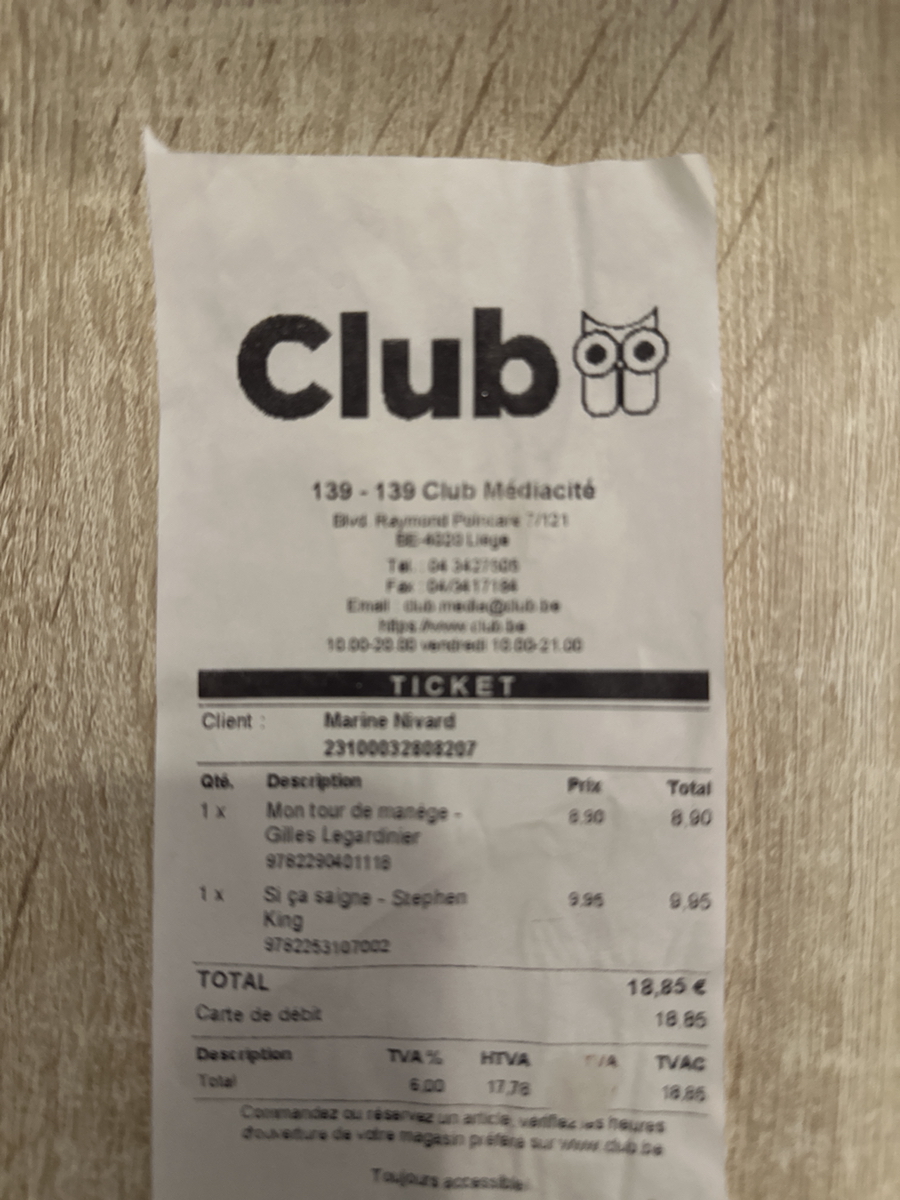 Club
139 - 139 Club Médiacité
Blvd. Raymond Poincare 7/121
BE-4020 Liège
Tel. : 04 3427505
Fax : 04/3417194
Email : club.media@club.be
https://www.club.be
10.00-20.00 vendredi 10.00-21.00
TICKET
Client : Marine Nivard
23100032808207
Qté. Description Prix Total
1 x Mon tour de manège - 8,90 8,90
Gilles Legardinier
9782290401118
1 x Si ça saigne - Stephen 9,95 9,95
King
9782253107002
TOTAL 18,85 €
Carte de débit 18,85
Description TVA % HTVA TVA TVAC
Total 6,00 17,78 18,85
Commandez ou réservez un article, vérifiez les heures
d'ouverture de votre magasin préféré sur www.club.be
Toujours accessible